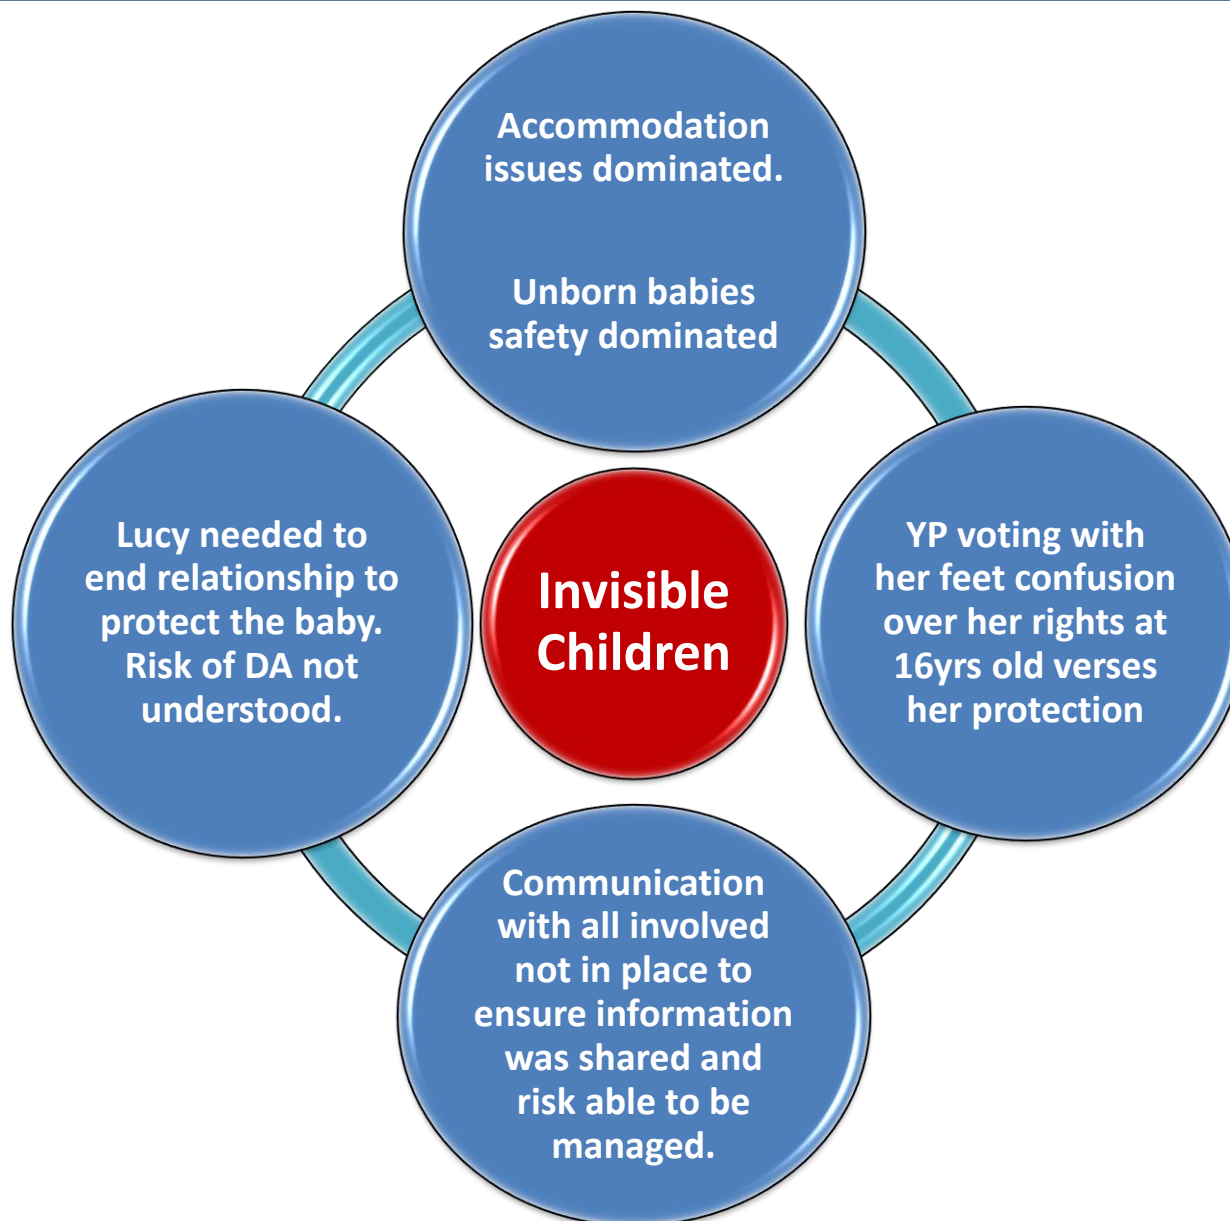 Accommodation
issues dominated.
Unborn babies
safety dominated
Lucy needed to
end relationship to
protect the baby.
Risk of DA not
understood.
Invisible
Children
YP voting with
her feet confusion
over her rights at
16yrs old verses
her protection
Communication
with all involved
not in place to
ensure information
was shared and
risk able to be
managed.